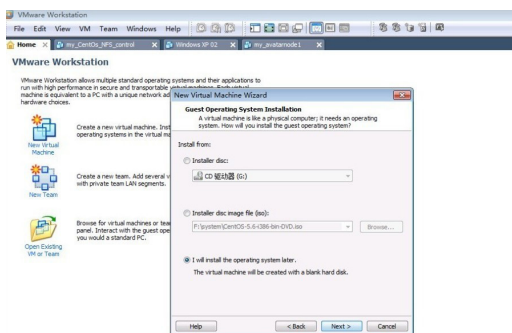 VMware Workstation
File Edit View VM Team Windows Help
Home my_CentOs_NFS_control Windows XP 02 my_avatarnode1
VMware Workstation
VMware Workstation allows multiple standard operating systems and their applications to
run with high performance in secure and transportable virtual machines. Each virtual
machine is equivalent to a PC with a unique network ad
hardware choices.
New Virtual
Machine
Create a new virtual machine. Inst
operating systems in the virtual ma
New Team
Create a new team. Add several v
with private team LAN segments.
Open Existing
VM or Team
Browse for virtual machines or tea
panel. Interact with the guest ope
you would a standard PC.
New Virtual Machine Wizard
Guest Operating System Installation
A virtual machine is like a physical computer; it needs an operating
system. How will you install the guest operating system?
Install from:
Installer disc:
CD 驱动器 (G:)
Installer disc image file (iso):
F:\system\CentOS-5.6-i386-bin-DVD.iso
Browse...
I will install the operating system later.
The virtual machine will be created with a blank hard disk.
Help
< Back
Next >
Cancel